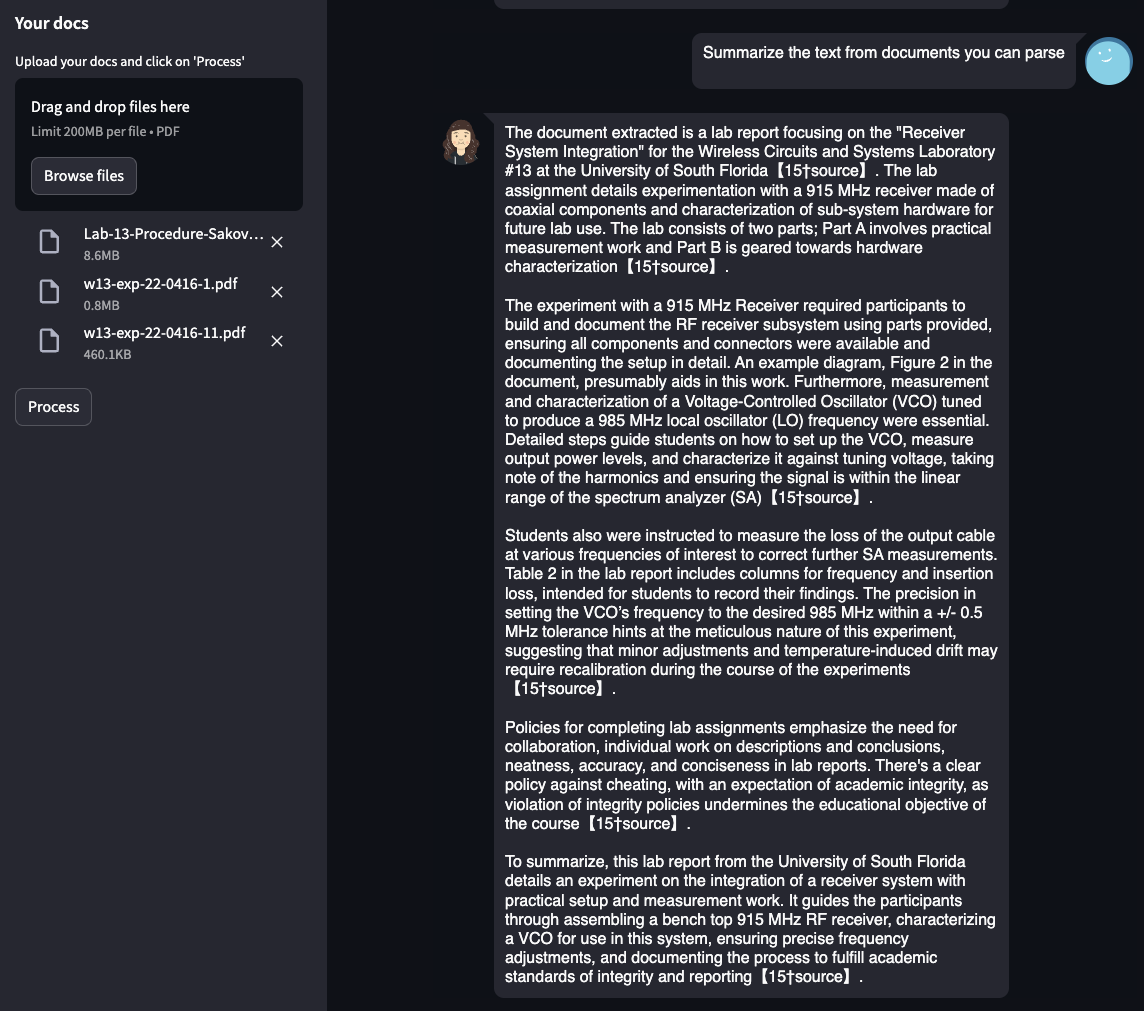 Your docs
Upload your docs and click on 'Process'
Drag and drop files here
Limit 200MB per file • PDF
Browse files
Lab-13-Procedure-Sakov...
8.6MB
w13-exp-22-0416-1.pdf
0.8MB
w13-exp-22-0416-11.pdf
460.1KB
Process
Summarize the text from documents you can parse
The document extracted is a lab report focusing on the "Receiver
System Integration" for the Wireless Circuits and Systems Laboratory
#13 at the University of South Florida【15†source】. The lab
assignment details experimentation with a 915 MHz receiver made of
coaxial components and characterization of sub-system hardware for
future lab use. The lab consists of two parts; Part A involves practical
measurement work and Part B is geared towards hardware
characterization【15†source】.
The experiment with a 915 MHz Receiver required participants to
build and document the RF receiver subsystem using parts provided,
ensuring all components and connectors were available and
documenting the setup in detail. An example diagram, Figure 2 in the
document, presumably aids in this work. Furthermore, measurement
and characterization of a Voltage-Controlled Oscillator (VCO) tuned
to produce a 985 MHz local oscillator (LO) frequency were essential.
Detailed steps guide students on how to set up the VCO, measure
output power levels, and characterize it against tuning voltage, taking
note of the harmonics and ensuring the signal is within the linear
range of the spectrum analyzer (SA)【15†source】.
Students also were instructed to measure the loss of the output cable
at various frequencies of interest to correct further SA measurements.
Table 2 in the lab report includes columns for frequency and insertion
loss, intended for students to record their findings. The precision in
setting the VCO's frequency to the desired 985 MHz within a +/- 0.5
MHz tolerance hints at the meticulous nature of this experiment,
suggesting that minor adjustments and temperature-induced drift may
require recalibration during the course of the experiments
【15†source】.
Policies for completing lab assignments emphasize the need for
collaboration, individual work on descriptions and conclusions,
neatness, accuracy, and conciseness in lab reports. There's a clear
policy against cheating, with an expectation of academic integrity, as
violation of integrity policies undermines the educational objective of
the course【15†source】.
To summarize, this lab report from the University of South Florida
details an experiment on the integration of a receiver system with
practical setup and measurement work. It guides the participants
through assembling a bench top 915 MHz RF receiver, characterizing
a VCO for use in this system, ensuring precise frequency
adjustments, and documenting the process to fulfill academic
standards of integrity and reporting【15†source】.